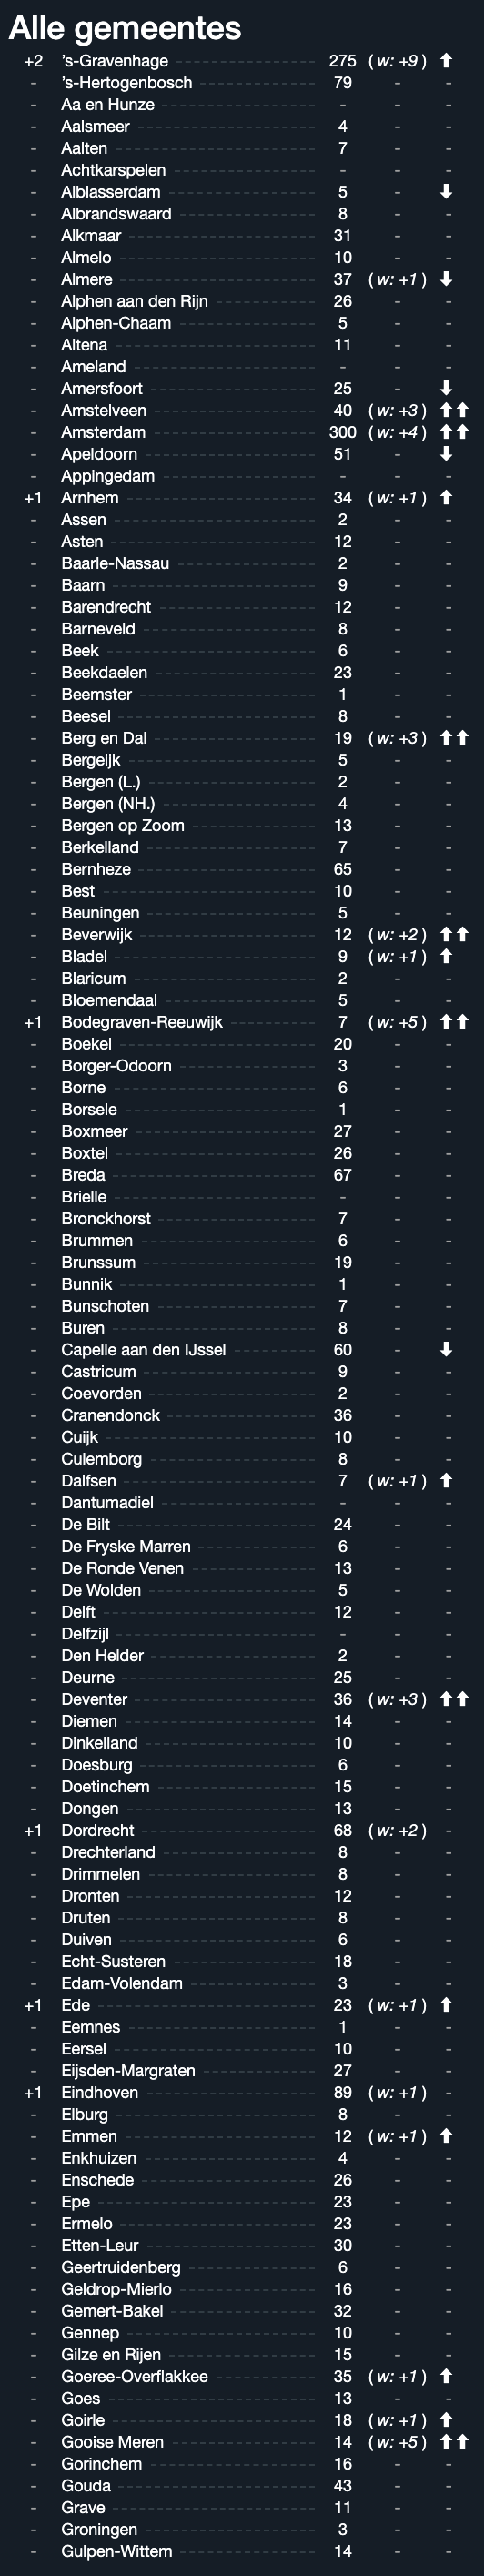 Alle gemeentes
+2 's-Gravenhage 275 ( w: +9 ) ⬆
- 's-Hertogenbosch 79 - -
- Aa en Hunze - - -
- Aalsmeer 4 - -
- Aalten 7 - -
- Achtkarspelen - - -
- Alblasserdam 5 - ⬇
- Albrandswaard 8 - -
- Alkmaar 31 - -
- Almelo 10 - -
- Almere 37 ( w: +1 ) ⬇
- Alphen aan den Rijn 26 - -
- Alphen-Chaam 5 - -
- Altena 11 - -
- Ameland - - -
- Amersfoort 25 - ⬇
- Amstelveen 40 ( w: +3 ) ⬆⬆
- Amsterdam 300 ( w: +4 ) ⬆⬆
- Apeldoorn 51 - ⬇
- Appingedam - - -
+1 Arnhem 34 ( w: +1 ) ⬆
- Assen 2 - -
- Asten 12 - -
- Baarle-Nassau 2 - -
- Baarn 9 - -
- Barendrecht 12 - -
- Barneveld 8 - -
- Beek 6 - -
- Beekdaelen 23 - -
- Beemster 1 - -
- Beesel 8 - -
- Berg en Dal 19 ( w: +3 ) ⬆⬆
- Bergeijk 5 - -
- Bergen (L.) 2 - -
- Bergen (NH.) 4 - -
- Bergen op Zoom 13 - -
- Berkelland 7 - -
- Bernheze 65 - -
- Best 10 - -
- Beuningen 5 - -
- Beverwijk 12 ( w: +2 ) ⬆⬆
- Bladel 9 ( w: +1 ) ⬆
- Blaricum 2 - -
- Bloemendaal 5 - -
+1 Bodegraven-Reeuwijk 7 ( w: +5 ) ⬆⬆
- Boekel 20 - -
- Borger-Odoorn 3 - -
- Borne 6 - -
- Borsele 1 - -
- Boxmeer 27 - -
- Boxtel 26 - -
- Breda 67 - -
- Brielle - - -
- Bronckhorst 7 - -
- Brummen 6 - -
- Brunssum 19 - -
- Bunnik 1 - -
- Bunschoten 7 - -
- Buren 8 - -
- Capelle aan den IJssel 60 - ⬇
- Castricum 9 - -
- Coevorden 2 - -
- Cranendonck 36 - -
- Cuijk 10 - -
- Culemborg 8 - -
- Dalfsen 7 ( w: +1 ) ⬆
- Dantumadiel - - -
- De Bilt 24 - -
- De Fryske Marren 6 - -
- De Ronde Venen 13 - -
- De Wolden 5 - -
- Delft 12 - -
- Delfzijl - - -
- Den Helder 2 - -
- Deurne 25 - -
- Deventer 36 ( w: +3 ) ⬆⬆
- Diemen 14 - -
- Dinkelland 10 - -
- Doesburg 6 - -
- Doetinchem 15 - -
- Dongen 13 - -
+1 Dordrecht 68 ( w: +2 ) -
- Drechterland 8 - -
- Drimmelen 8 - -
- Dronten 12 - -
- Druten 8 - -
- Duiven 6 - -
- Echt-Susteren 18 - -
- Edam-Volendam 3 - -
+1 Ede 23 ( w: +1 ) ⬆
- Eemnes 1 - -
- Eersel 10 - -
- Eijsden-Margraten 27 - -
+1 Eindhoven 89 ( w: +1 ) -
- Elburg 8 - -
- Emmen 12 ( w: +1 ) ⬆
- Enkhuizen 4 - -
- Enschede 26 - -
- Epe 23 - -
- Ermelo 23 - -
- Etten-Leur 30 - -
- Geertruidenberg 6 - -
- Geldrop-Mierlo 16 - -
- Gemert-Bakel 32 - -
- Gennep 10 - -
- Gilze en Rijen 15 - -
- Goeree-Overflakkee 35 ( w: +1 ) ⬆
- Goes 13 - -
- Goirle 18 ( w: +1 ) ⬆
- Gooise Meren 14 ( w: +5 ) ⬆⬆
- Gorinchem 16 - -
- Gouda 43 - -
- Grave 11 - -
- Groningen 3 - -
- Gulpen-Wittem 14 - -